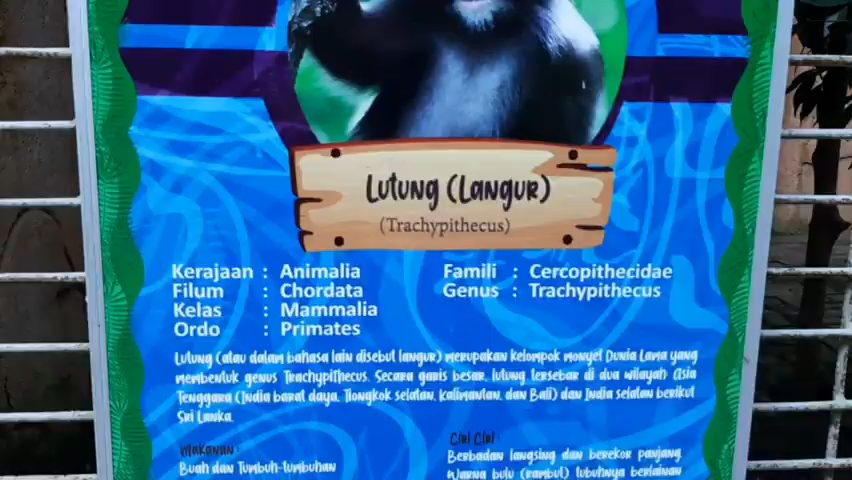 Lutung (Langur)
(Trachypithecus)
Kerajaan : Animalia
Filum : Chordata
Kelas : Mammalia
Ordo : Primates
Famili : Cercopithecidae
Genus : Trachypithecus
Lutung (atau dalam bahasa lain disebut langur) merupakan kelompok monyet Dunia Lama yang
membentuk genus Trachypithecus. Secara garis besar, lutung tersebar di dua wilayah Asia
Tenggara (India barat daya, Tiongkok selatan, Kalimantan, dan Bali) dan India selatan berikut
Sri Lanka.
Makanan :
Buah dan Tumbuh-tumbuhan
Ciri Ciri :
Berbadan langsing dan berekor panjang.
Warna bulu (rambut) tubuhnya berlainan